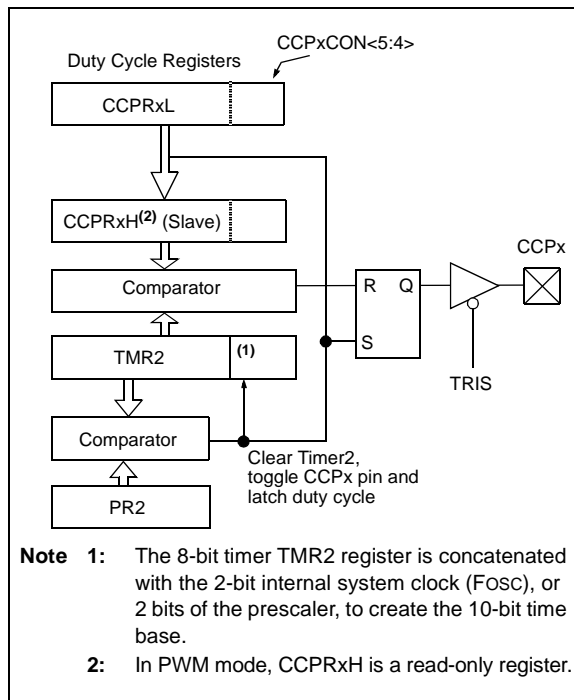 CCPxCON<5:4>
Duty Cycle Registers
CCPRxL
CCPRxH(2) (Slave)
CCPx
Comparator
R Q
TMR2
(1)
S
TRIS
Comparator
Clear Timer2,
toggle CCPx pin and
latch duty cycle
PR2
Note 1: The 8-bit timer TMR2 register is concatenated
with the 2-bit internal system clock (FOSC), or
2 bits of the prescaler, to create the 10-bit time
base.
2: In PWM mode, CCPRxH is a read-only register.